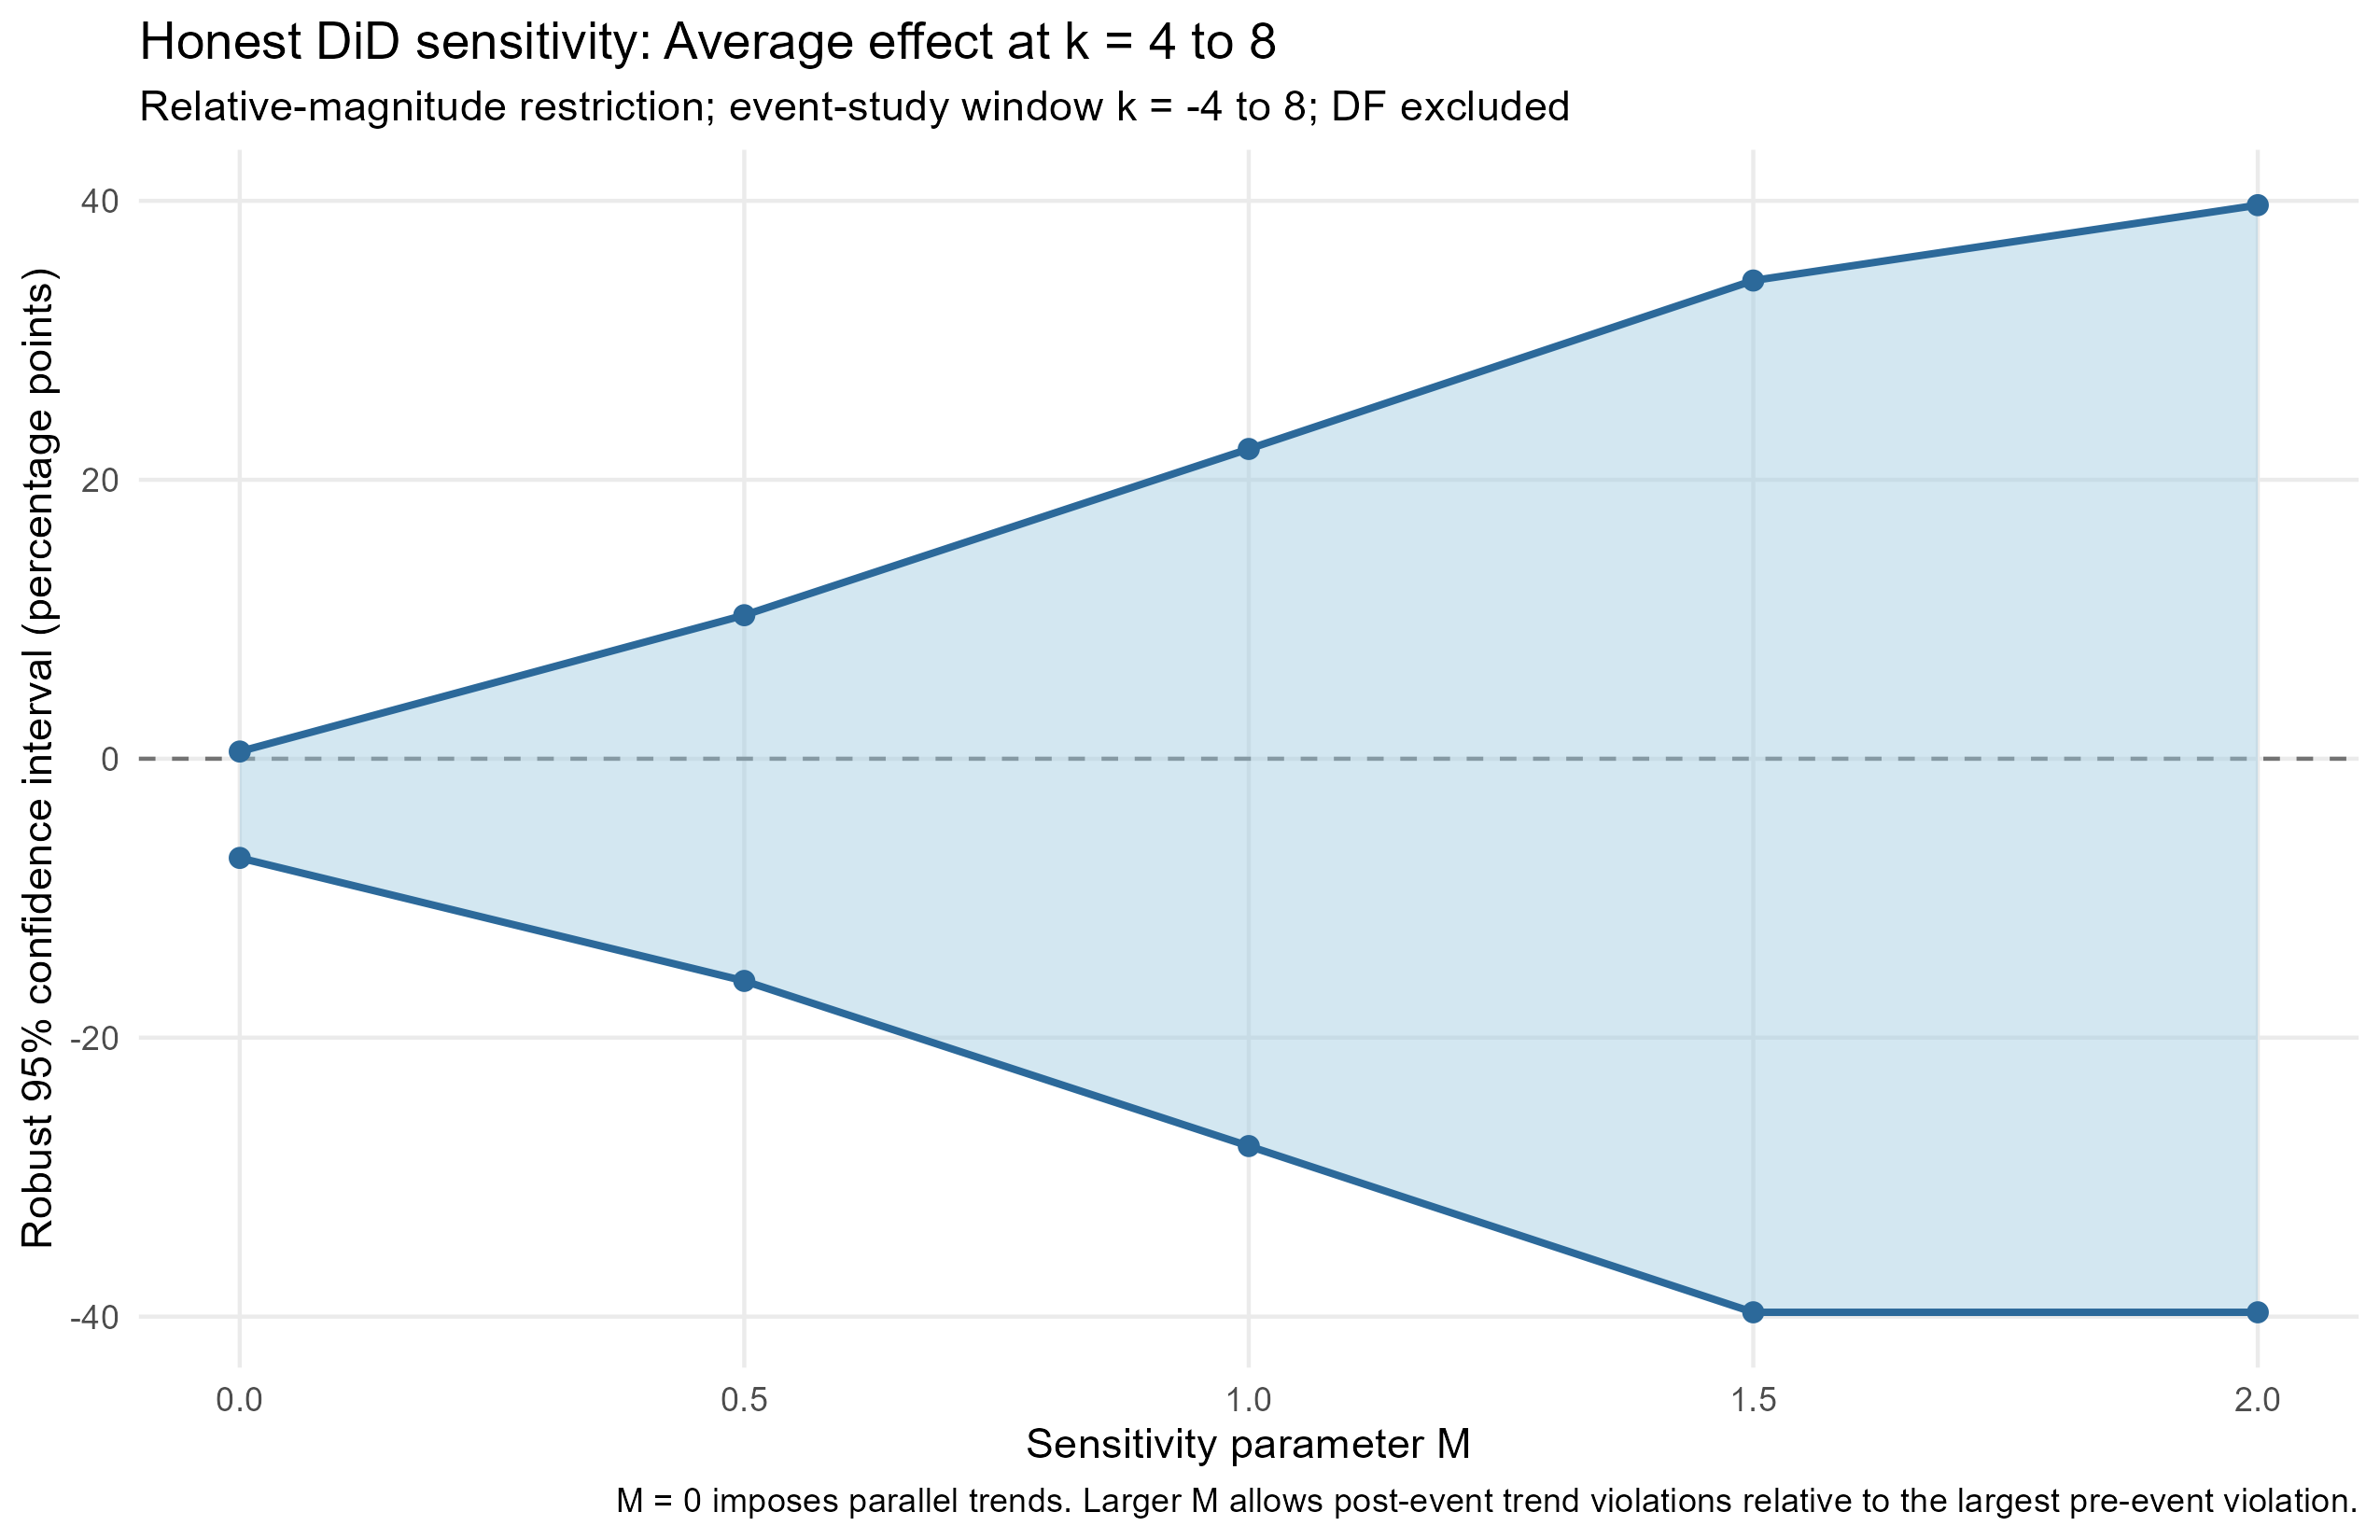 Honest DiD sensitivity: Average effect at k = 4 to 8
Relative-magnitude restriction; event-study window k = -4 to 8; DF excluded
Robust 95% confidence interval (percentage points)
40
20
0
-20
-40
0.0 0.5 1.0 1.5 2.0
Sensitivity parameter M
M = 0 imposes parallel trends. Larger M allows post-event trend violations relative to the largest pre-event violation.